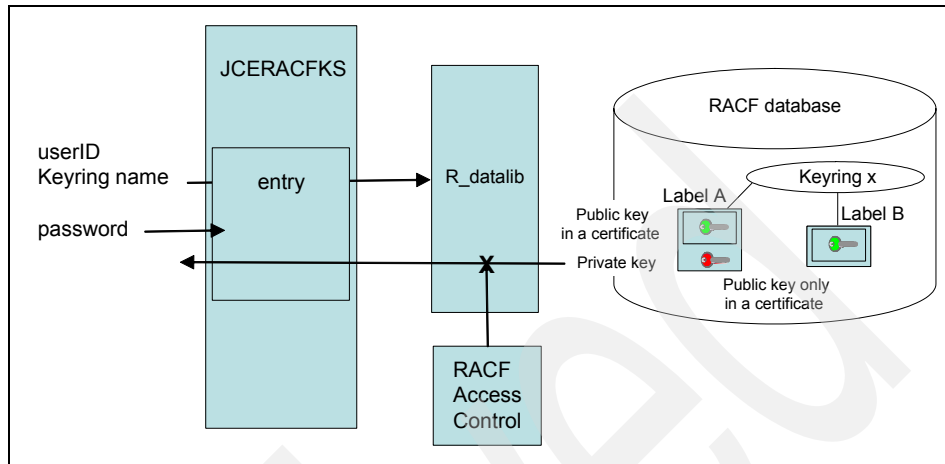 JCERACFKS
RACF database
userID
Keyring name
entry
R_datalib
Keyring x
Label A
Label B
password
Public key
in a certificate
Private key
Public key only
in a certificate
X
RACF
Access
Control